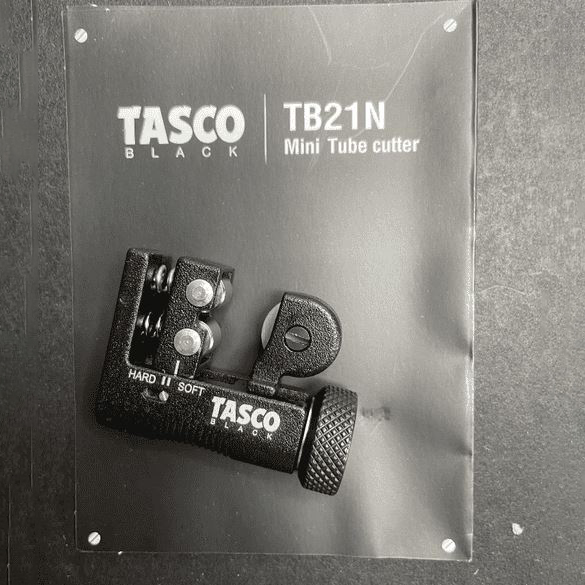 TASCO
BLACK
TB21N
Mini Tube cutter
HARD
SOFT
TASCO
BLACK